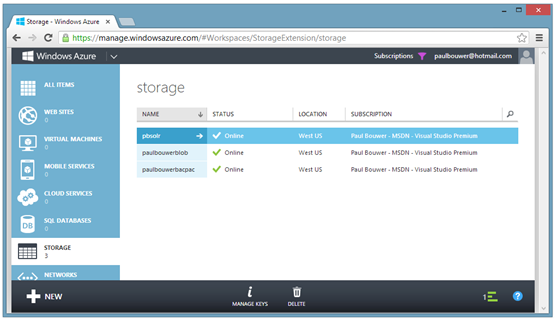 Storage - Windows Azure
https://manage.windowsazure.com/#Workspaces/StorageExtension/storage
Windows Azure
Subscriptions
paulbouwer@hotmail.com
ALL ITEMS
WEB SITES
0
VIRTUAL MACHINES
0
MOBILE SERVICES
0
CLOUD SERVICES
0
SQL DATABASES
0
DB
STORAGE
3
NETWORKS
storage
NAME STATUS LOCATION SUBSCRIPTION
pbsolr Online West US Paul Bouwer - MSDN - Visual Studio Premium
paulbouwerblob Online West US Paul Bouwer - MSDN - Visual Studio Premium
paulbouwerbacpac Online West US Paul Bouwer - MSDN - Visual Studio Premium
NEW
MANAGE KEYS
DELETE
1
?